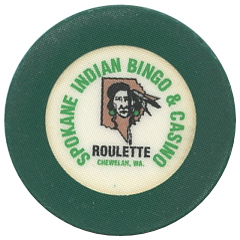 SPOKANE INDIAN BINGO & CASINO
ROULETTE
CHEWELAH, WA.